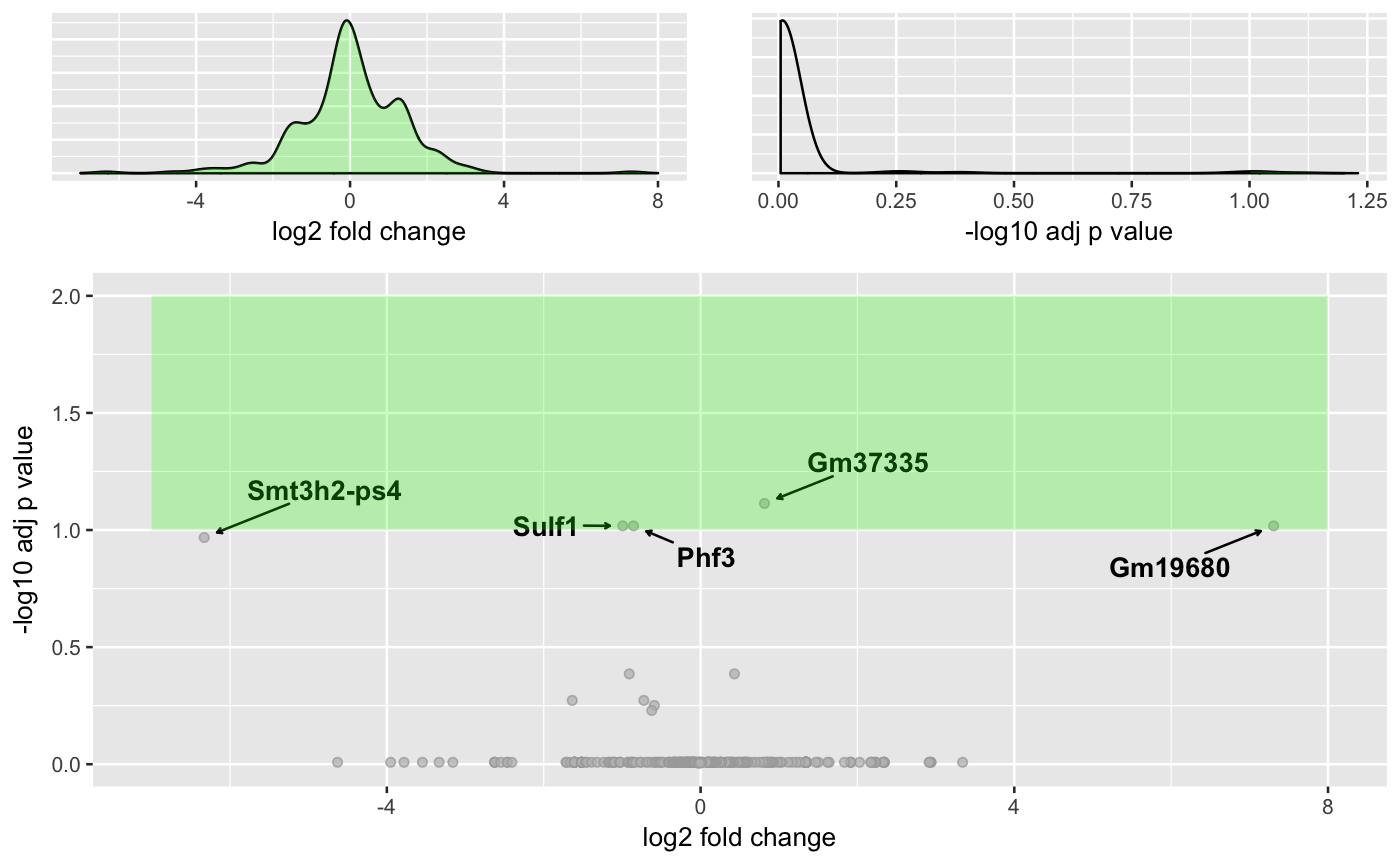 -4 0 4 8
log2 fold change
0.00 0.25 0.50 0.75 1.00 1.25
-log10 adj p value
2.0
1.5
Gm37335
Smt3h2-ps4
1.0
Sulf1
Phf3
Gm19680
0.5
0.0
-log10 adj p value
-4 0 4 8
log2 fold change